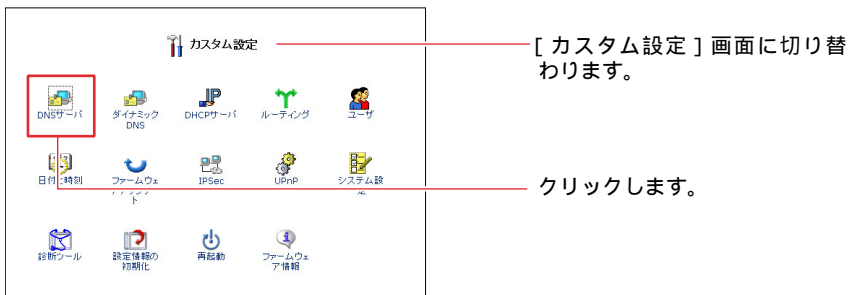 カスタム設定
[ カスタム設定 ] 画面に切り替
わります。
DNSサーバ
ダイナミック
DNS
DHCPサーバ
ルーティング
ユーザ
クリックします。
日付と時刻
ファームウェ
ト
IPSec
UPnP
システム設
定
診断ツール
設定情報の
初期化
再起動
ファームウェ
ア情報